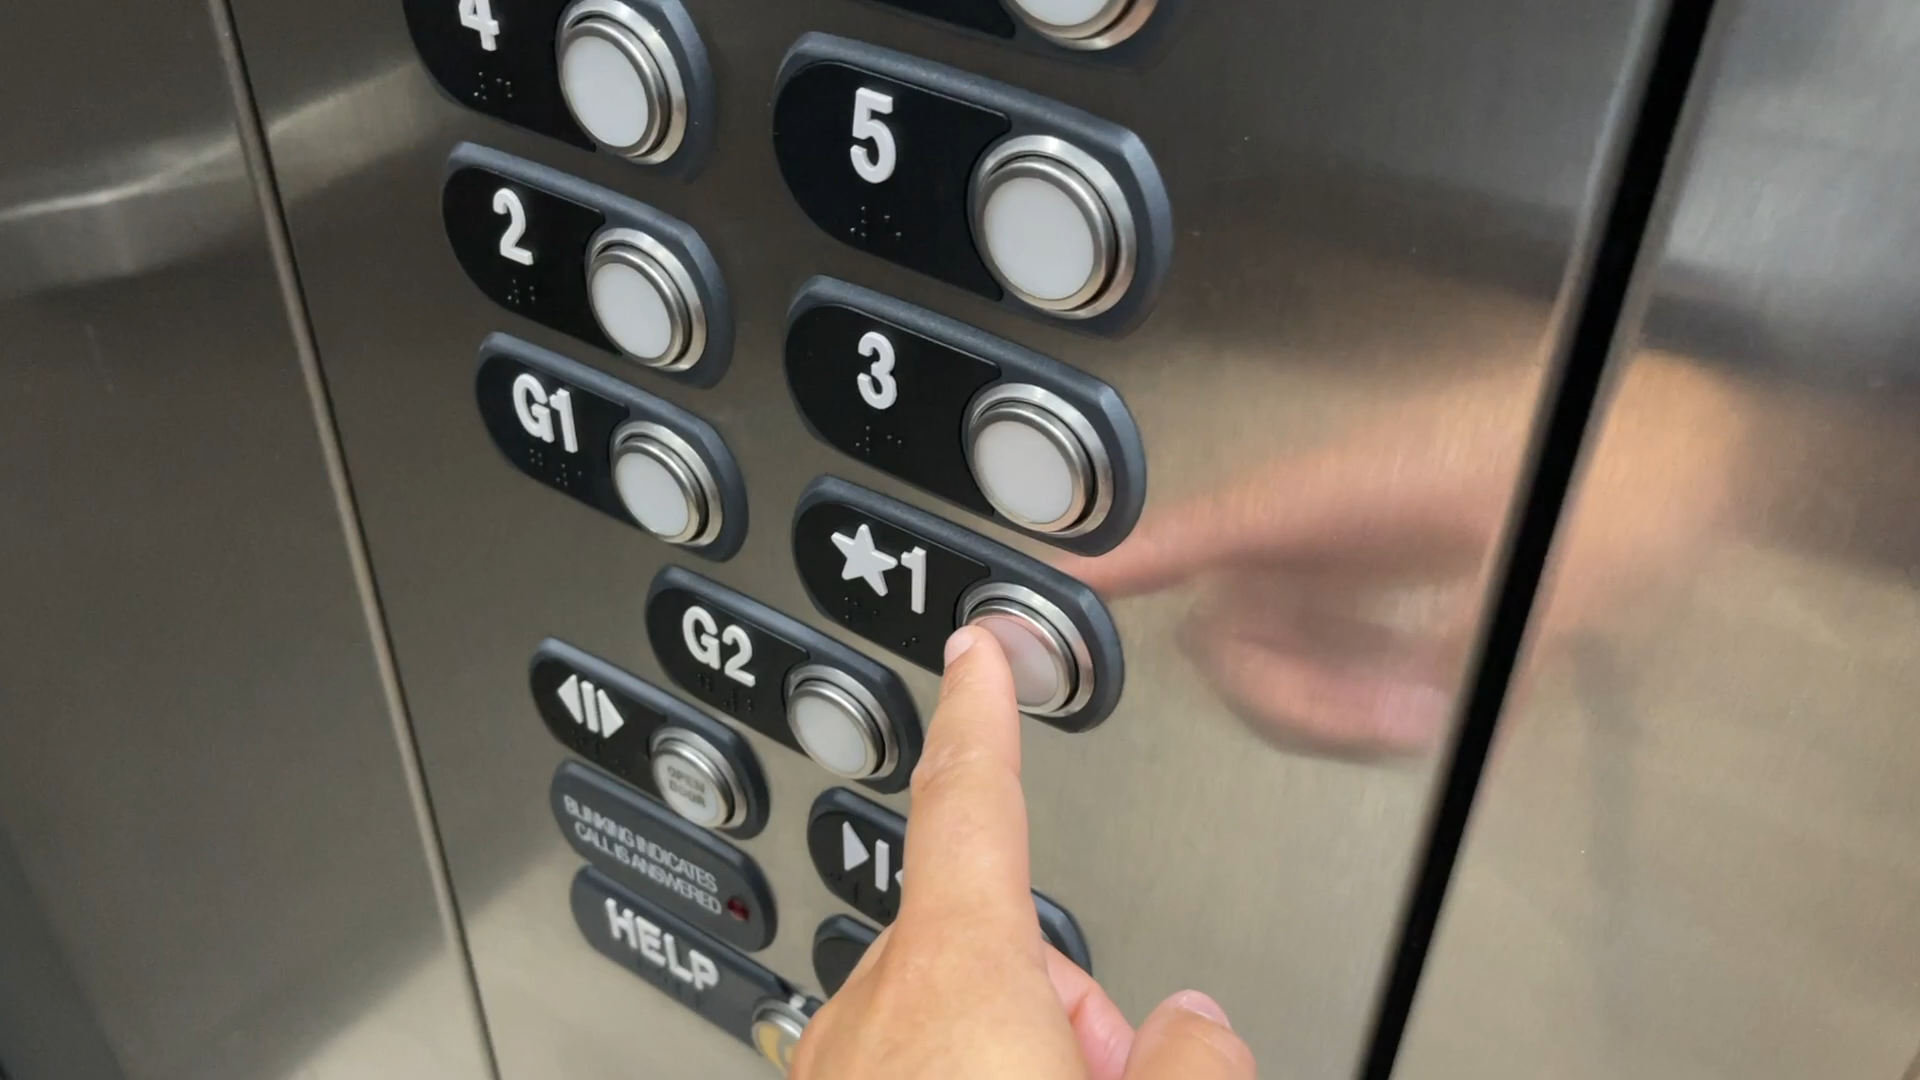 4
5
2
3
G1
★1
G2
OPEN
DOOR
BLINKING INDICATES
CALL IS ANSWERED
HELP